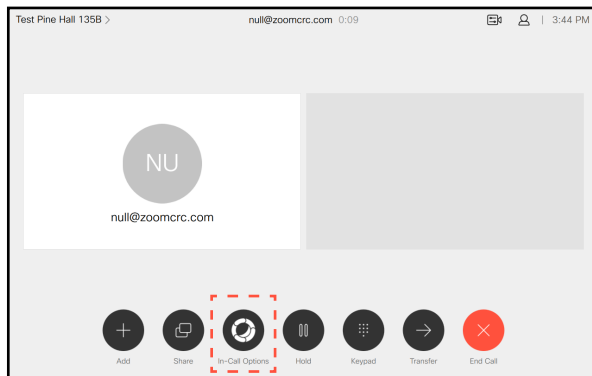 Test Pine Hall 135B > null@zoomcrc.com 0:09 | 3:44 PM
NU
null@zoomcrc.com
Add Share In-Call Options Hold Keypad Transfer End Call